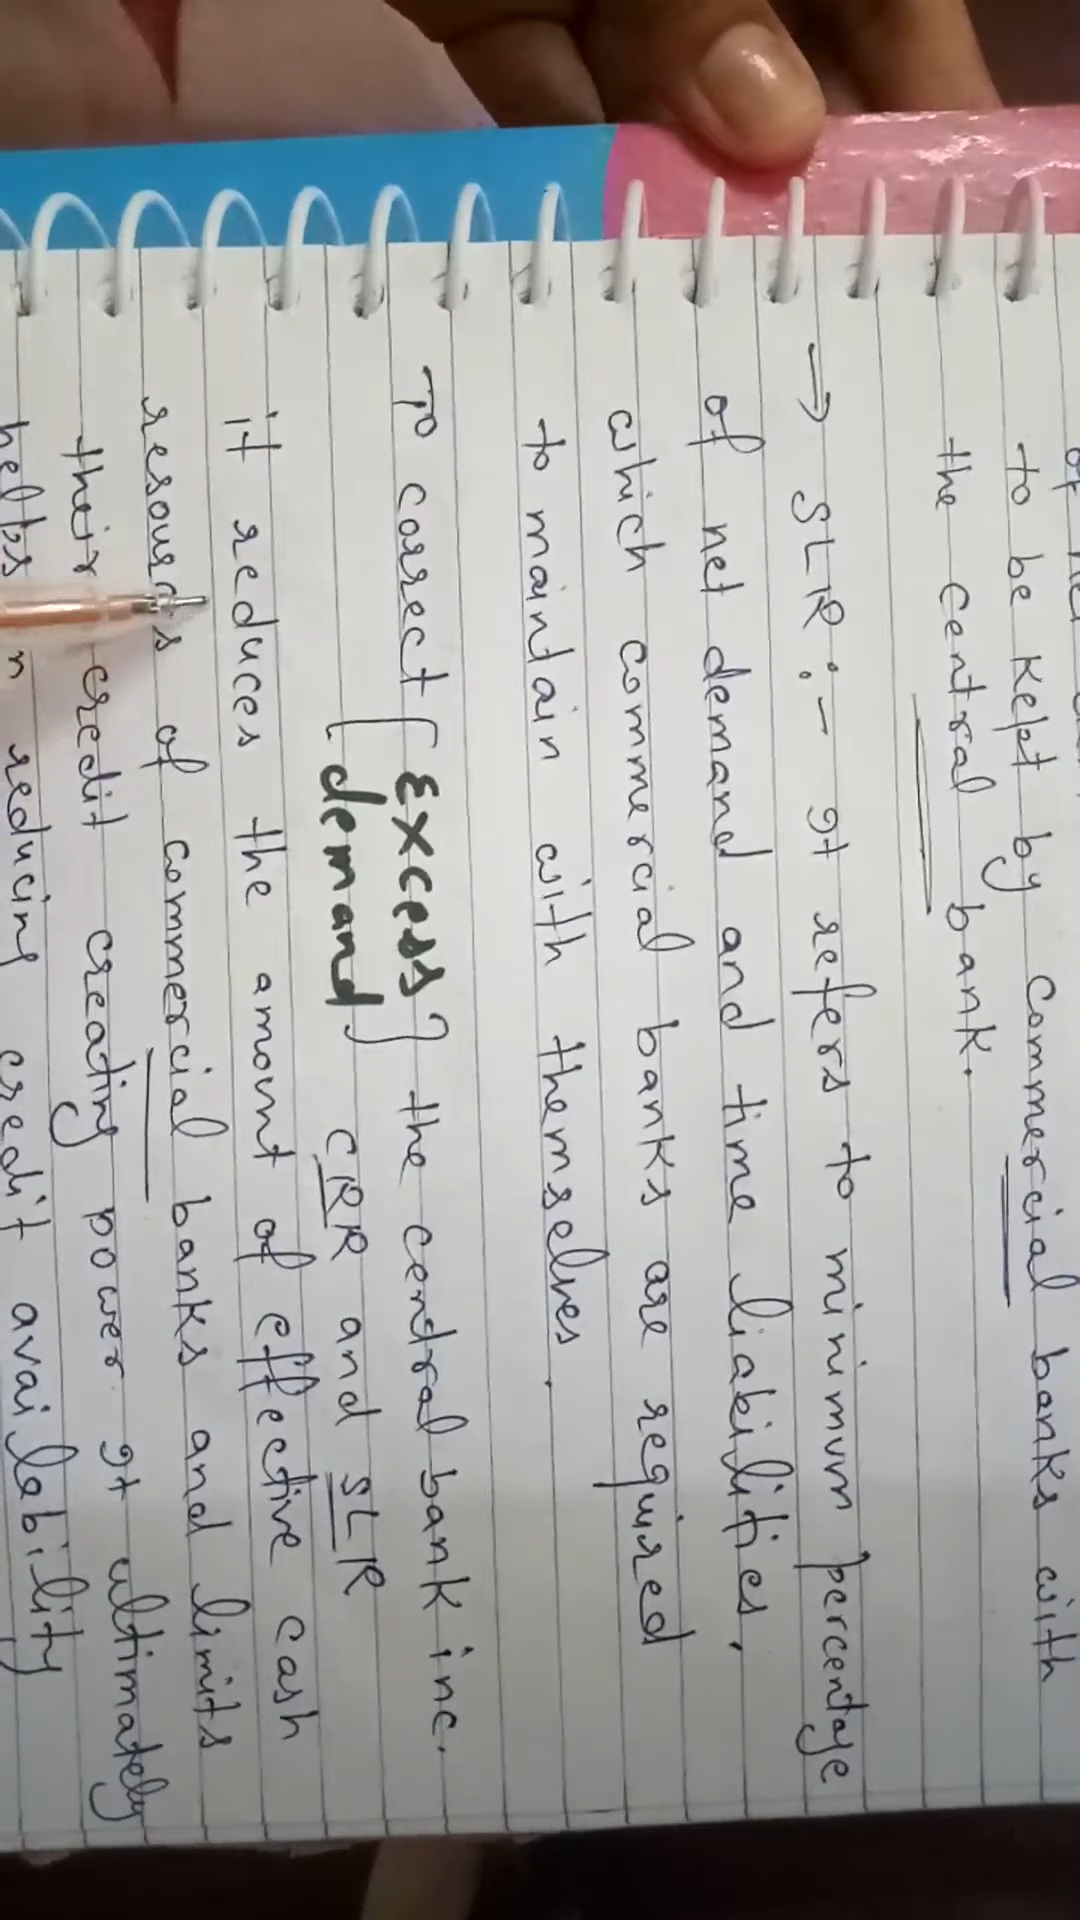 to be kept by commercial banks with
the central bank.
→ SLR :- It refers to minimum percentage
of net demand and time liabilities,
which commercial banks are required
to maintain with themselves.
To correct {Excess} the central bank inc.
{demand} CRR and SLR
it reduces the amount of effective cash
resources of commercial banks and limits
their credit creating power It ultimately
helps reducing credit availability